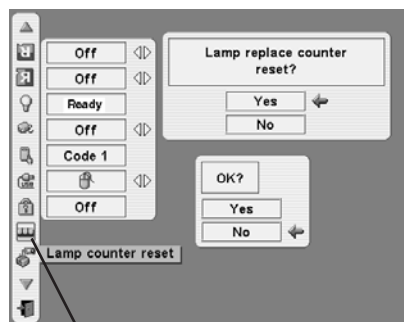 Off
Off
Ready
Off
Code 1
Off
Lamp counter reset
Lamp replace counter
reset?
Yes
No
OK?
Yes
No